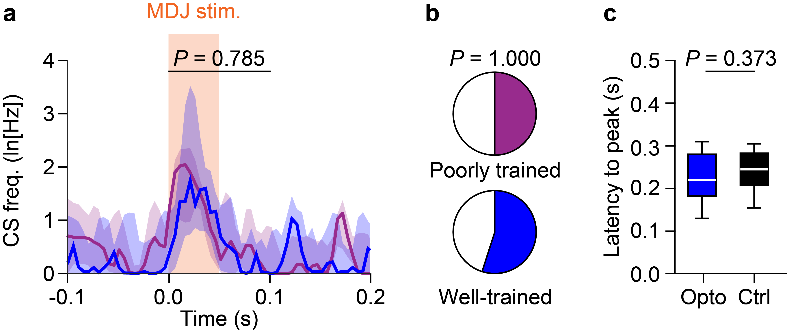 a
MDJ stim.
P = 0.785
CS freq. (ln[Hz])
4
3
2
1
0
-0.1
0.0
0.1
0.2
Time (s)
b
P = 1.000
Poorly trained
Well-trained
c
P = 0.373
Latency to peak (s)
0.5
0.4
0.3
0.2
0.1
0.0
Opto
Ctrl